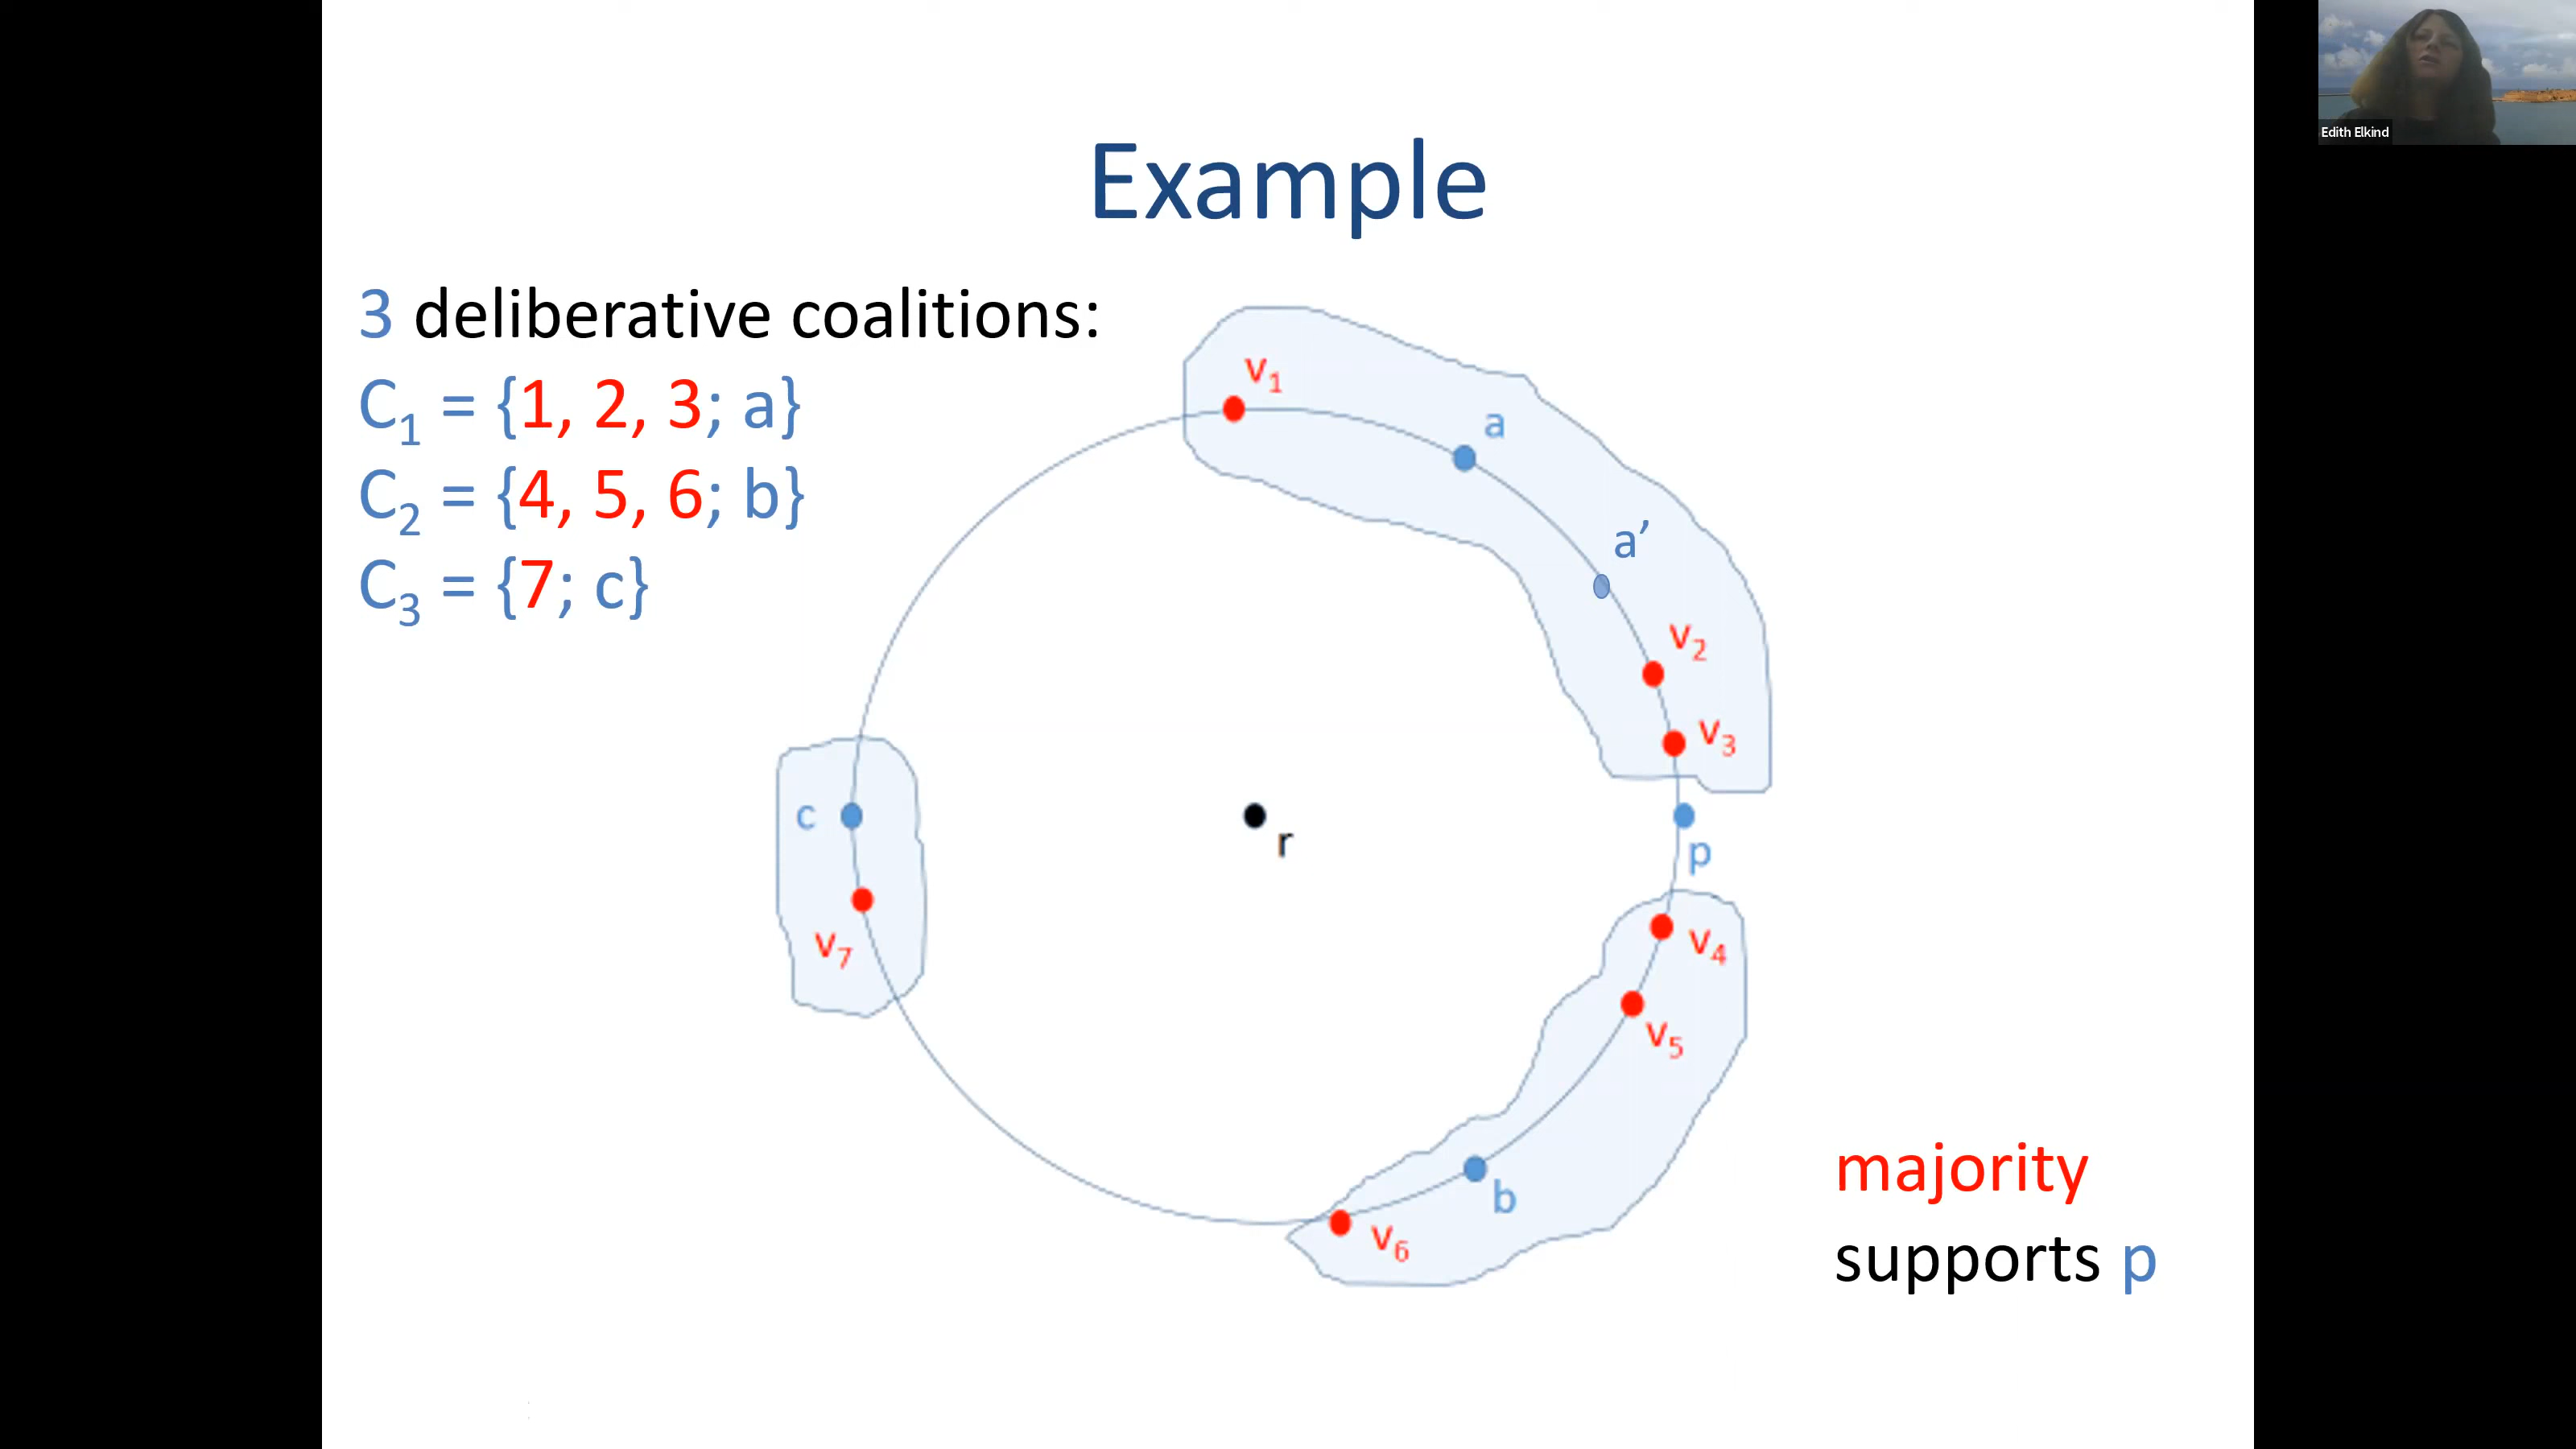 Edith Elkind
Example
3 deliberative coalitions:
C₁ = {1, 2, 3; a}
C₂ = {4, 5, 6; b}
C₃ = {7; c}
v₁
a
a’
v₂
v₃
c
r
p
v₇
v₄
v₅
b
v₆
majority
supports p